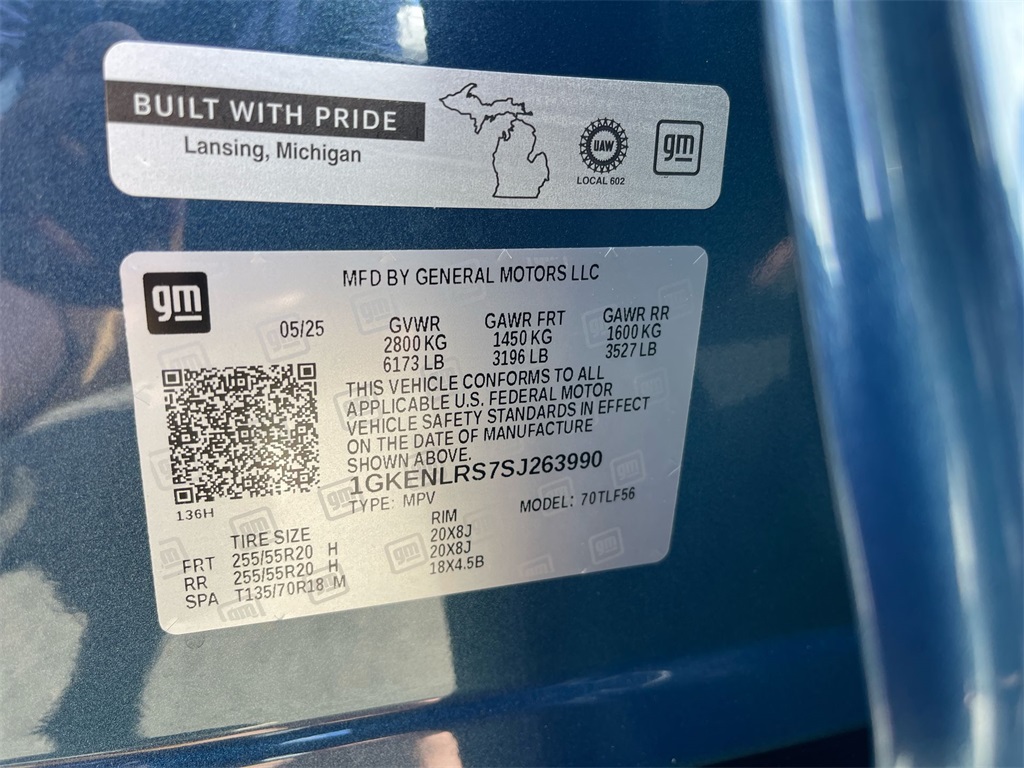 BUILT WITH PRIDE
Lansing, Michigan
UAW
LOCAL 602
gm
gm
MFD BY GENERAL MOTORS LLC
05/25
GVWR
2800 KG
6173 LB
GAWR FRT
1450 KG
3196 LB
GAWR RR
1600 KG
3527 LB
THIS VEHICLE CONFORMS TO ALL
APPLICABLE U.S. FEDERAL MOTOR
VEHICLE SAFETY STANDARDS IN EFFECT
ON THE DATE OF MANUFACTURE
SHOWN ABOVE.
1GKENLRS7SJ263990
TYPE: MPV MODEL: 70TLF56
136H
TIRE SIZE RIM
FRT 255/55R20 H 20X8J
RR 255/55R20 H 20X8J
SPA T135/70R18 M 18X4.5B